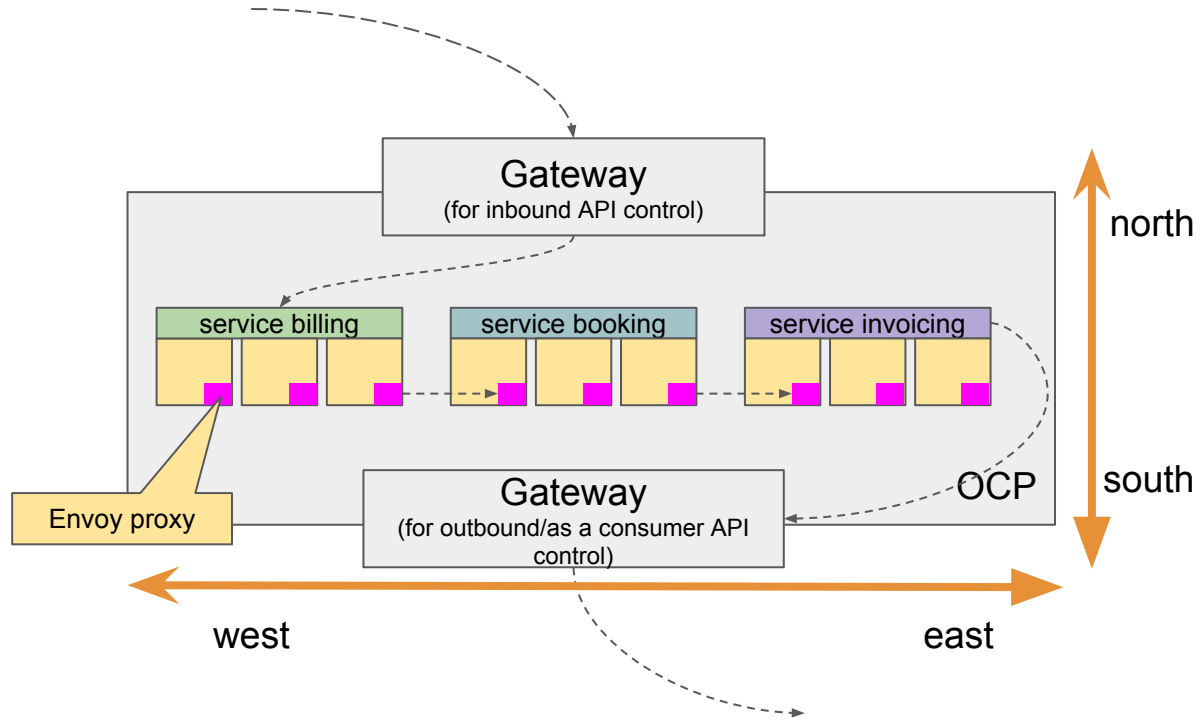 Gateway
(for inbound API control)
north
service billing
service booking
service invoicing
Gateway
(for outbound/as a consumer API
control)
OCP
south
Envoy proxy
west
east